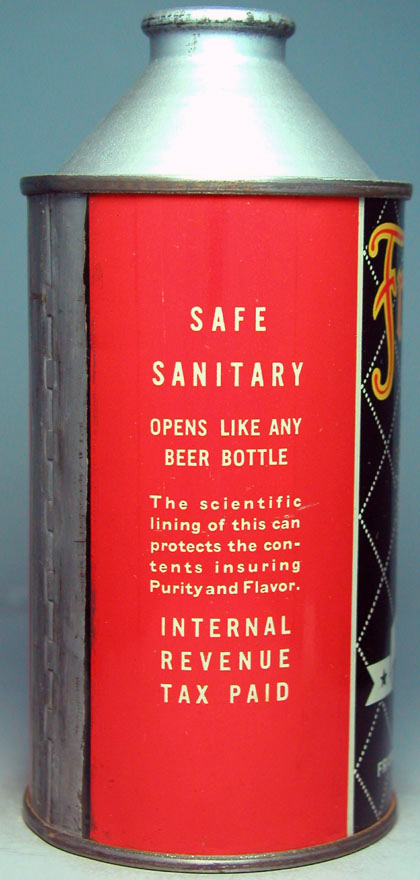 SAFE
SANITARY
OPENS LIKE ANY
BEER BOTTLE
The scientific
lining of this can
protects the con-
tents insuring
Purity and Flavor.
INTERNAL
REVENUE
TAX PAID